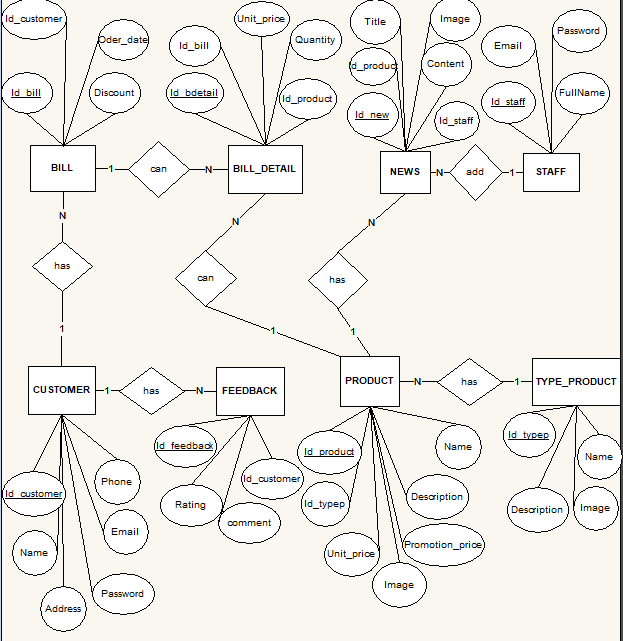 Id_customer
Unit_price
Title
Image
Oder_date
Id_bill
Quantity
Email
Password
Id_product
Content
Id_bill
Discount
Id_bdetail
Id_product
Id_new
Id_staff
Id_staff
FullName
BILL
1
can
N
BILL_DETAIL
NEWS
N
add
1
STAFF
N
N
N
has
can
has
1
1
1
CUSTOMER
1
has
N
FEEDBACK
PRODUCT
N
has
1
TYPE_PRODUCT
Id_feedback
Id_product
Name
Id_typep
Name
Id_customer
Phone
Id_customer
Rating
comment
Id_typep
Description
Description
Image
Name
Email
Unit_price
Promotion_price
Address
Password
Image